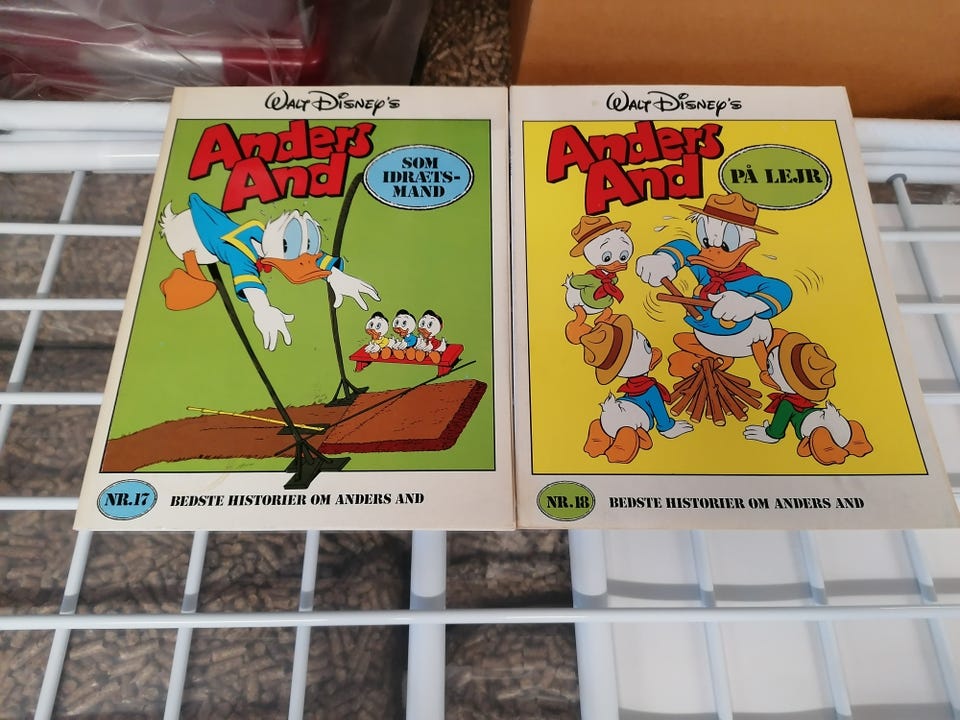 WALT DISNEY'S
Anders
And
SOM
IDRÆTS-
MAND
NR.17
BEDSTE HISTORIER OM ANDERS AND
WALT DISNEY'S
Anders
And
PÅ LEJR
NR.18
BEDSTE HISTORIER OM ANDERS AND